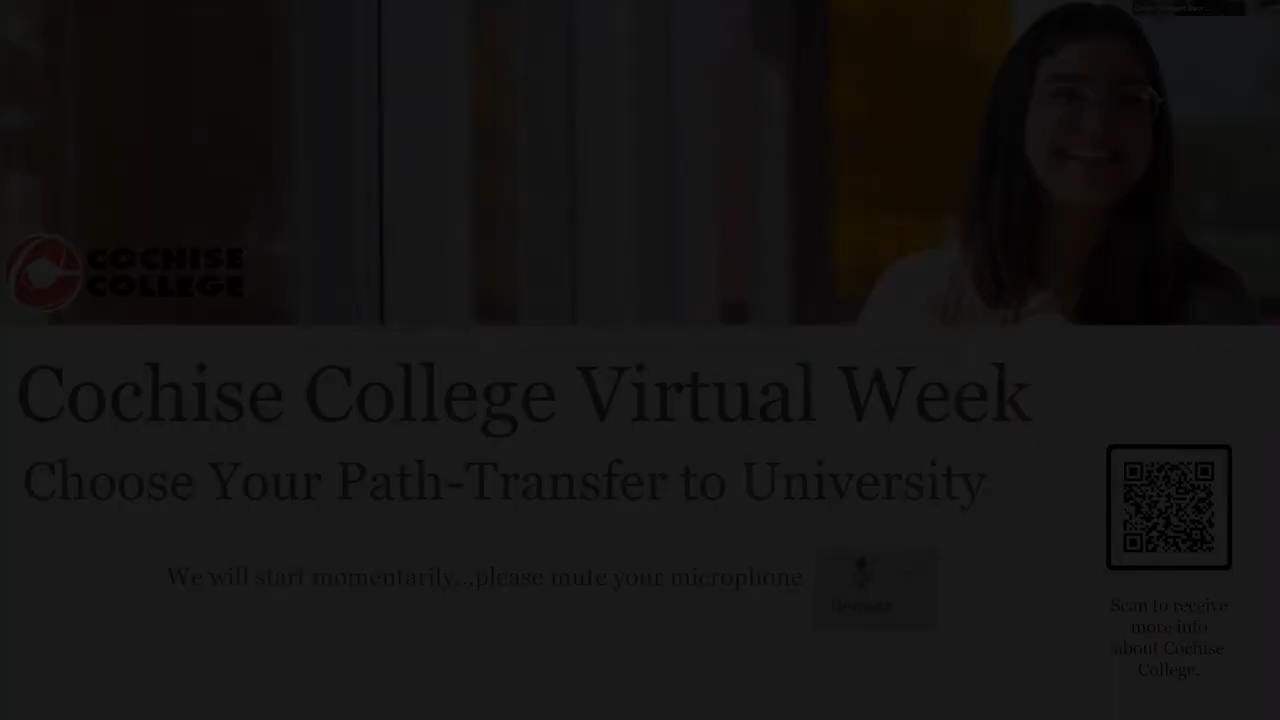 COCHISE
COLLEGE
Cochise College Virtual Week
Choose Your Path-Transfer to University
We will start momentarily...please mute your microphone
Unmute
Scan to receive
more info
about Cochise
College.